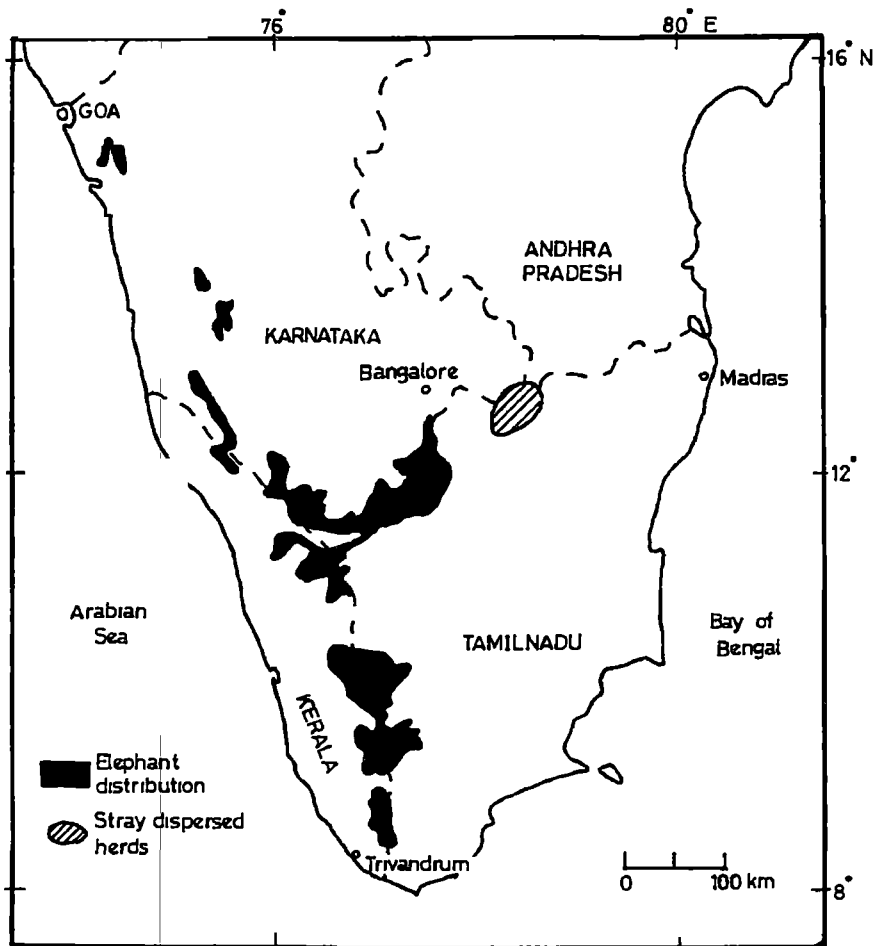 76°
80° E
16° N
GOA
ANDHRA
PRADESH
KARNATAKA
Bangalore
Madras
12°
Arabian
Sea
TAMILNADU
Bay of
Bengal
KERALA
Elephant
distribution
Stray dispersed
herds
Trivandrum
0 100 km
8°